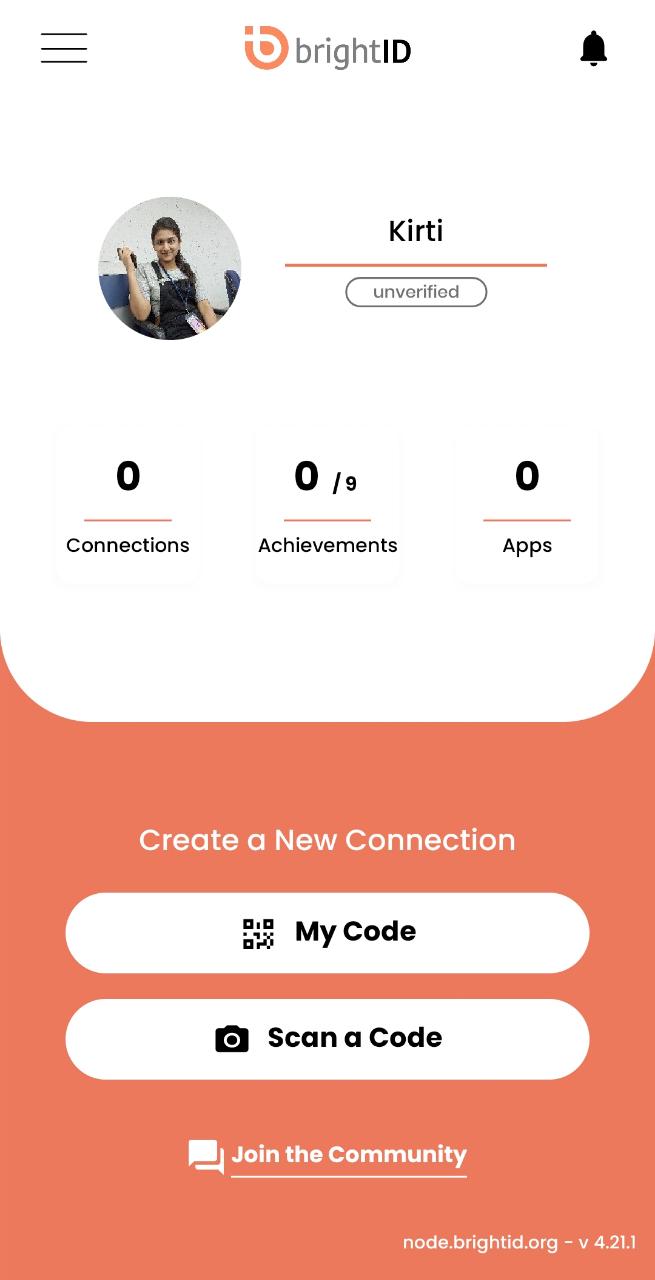 brightID
Kirti
unverified
0
Connections
0 / 9
Achievements
0
Apps
Create a New Connection
My Code
Scan a Code
Join the Community
node.brightid.org - v 4.21.1